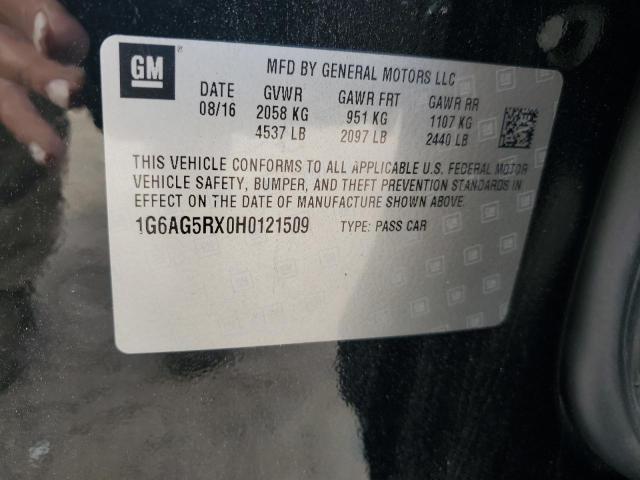 GM
MFD BY GENERAL MOTORS LLC
DATE GVWR GAWR FRT GAWR RR
08/16 2058 KG 951 KG 1107 KG
4537 LB 2097 LB 2440 LB
THIS VEHICLE CONFORMS TO ALL APPLICABLE U.S. FEDERAL MOTOR
VEHICLE SAFETY, BUMPER, AND THEFT PREVENTION STANDARDS IN
EFFECT ON THE DATE OF MANUFACTURE SHOWN ABOVE.
1G6AG5RX0H0121509 TYPE: PASS CAR